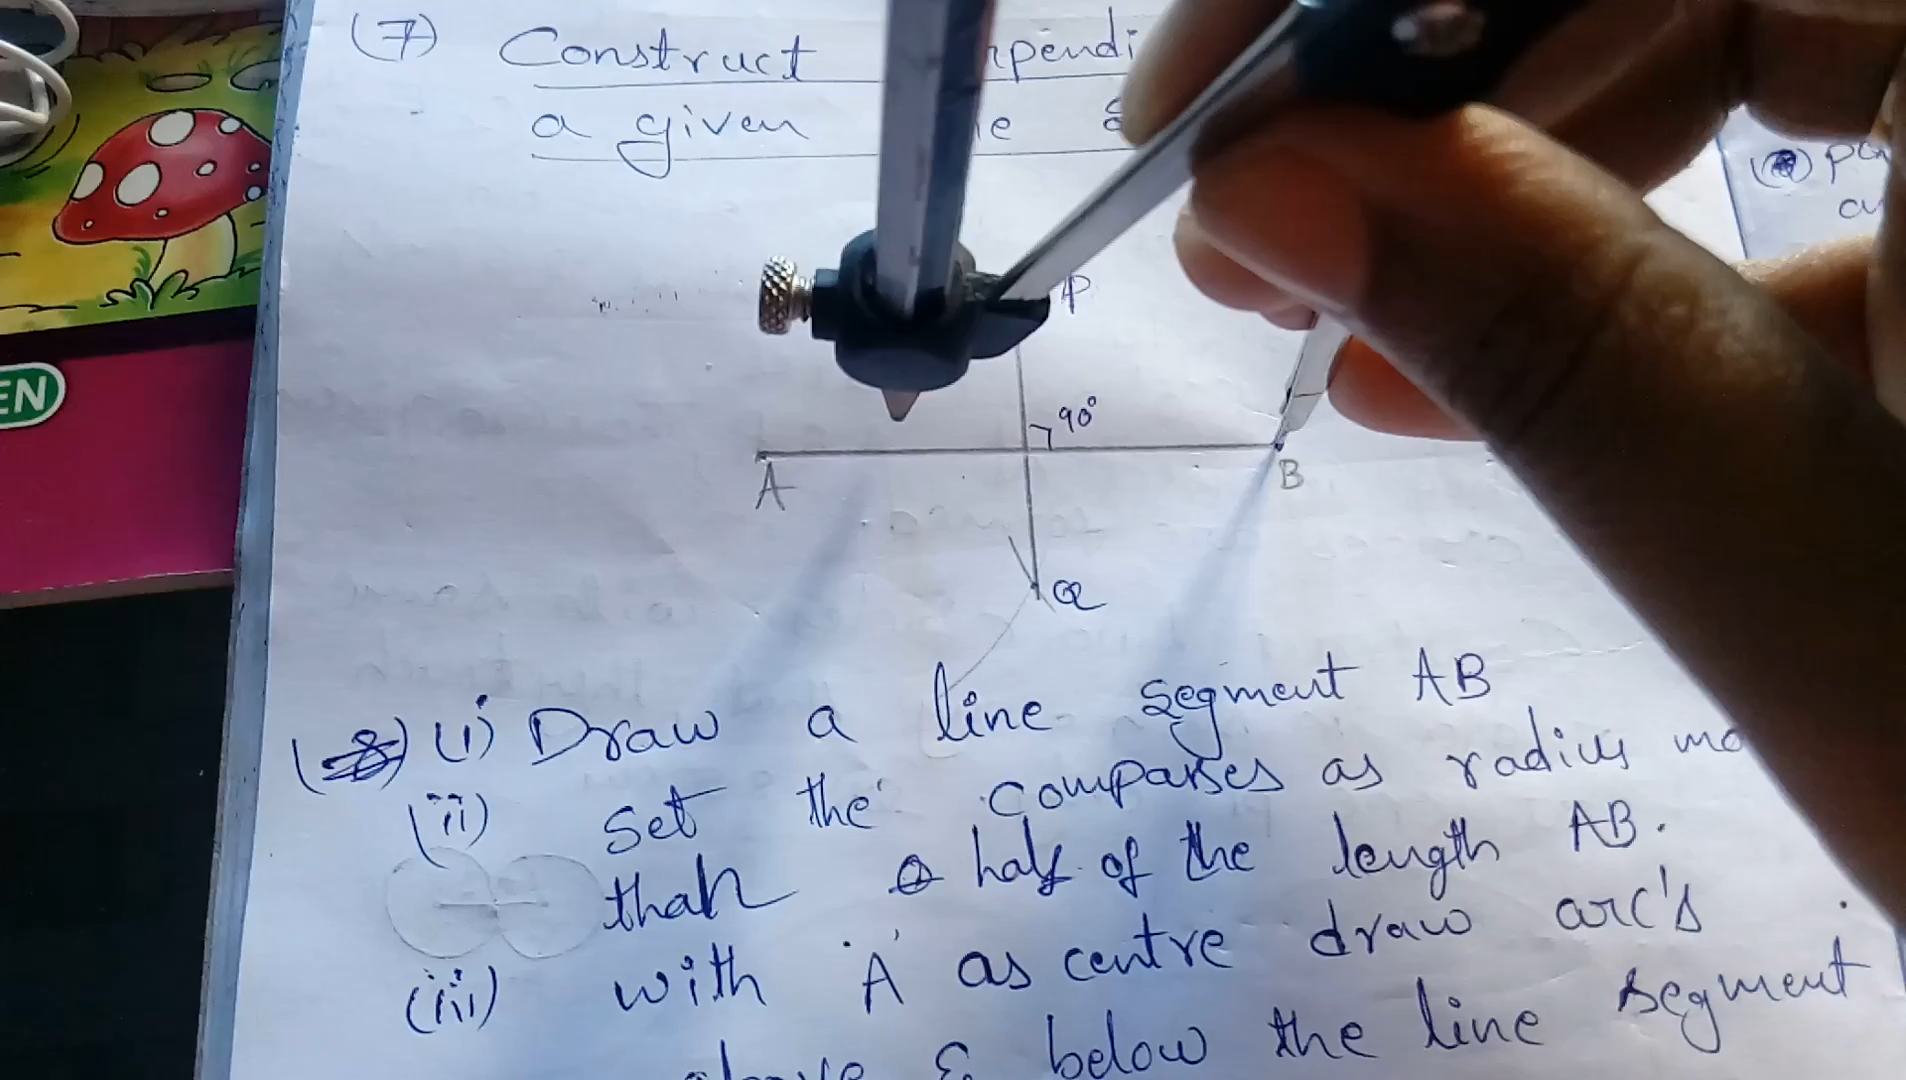 (7) Construct
a given
(P)
EN
P
90°
A
B
Q
(i) Draw a line segment AB
(ii) Set the compasses as radius
than half of the length AB.
(iii) with 'A' as centre draw arc's
above & below the line segment